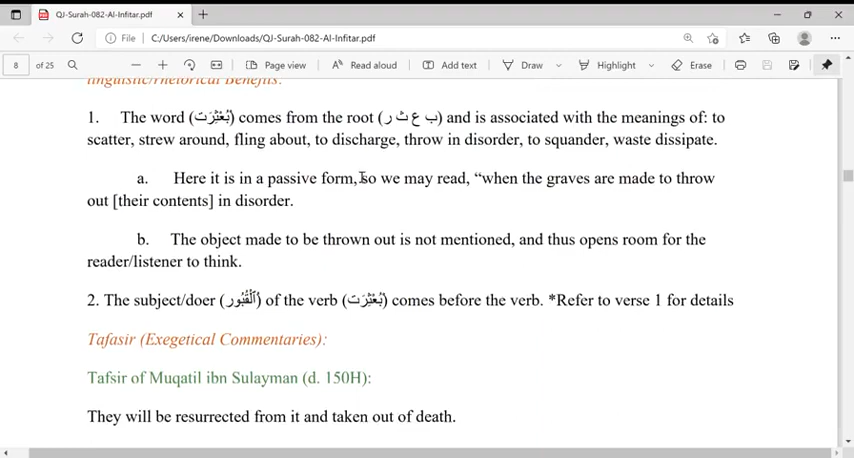 QJ-Surah-082-Al-Infitar.pdf
File C:/Users/irene/Downloads/QJ-Surah-082-Al-Infitar.pdf
8 of 25 Page view Read aloud Add text Draw Highlight Erase
linguistic/rhetorical Benefits:
1. The word (بُعْثِرَت) comes from the root (ب ع ث ر) and is associated with the meanings of: to
scatter, strew around, fling about, to discharge, throw in disorder, to squander, waste dissipate.
a. Here it is in a passive form, so we may read, “when the graves are made to throw
out [their contents] in disorder.
b. The object made to be thrown out is not mentioned, and thus opens room for the
reader/listener to think.
2. The subject/doer (ٱلْقُبُور) of the verb (بُعْثِرَت) comes before the verb. *Refer to verse 1 for details
Tafasir (Exegetical Commentaries):
Tafsir of Muqatil ibn Sulayman (d. 150H):
They will be resurrected from it and taken out of death.